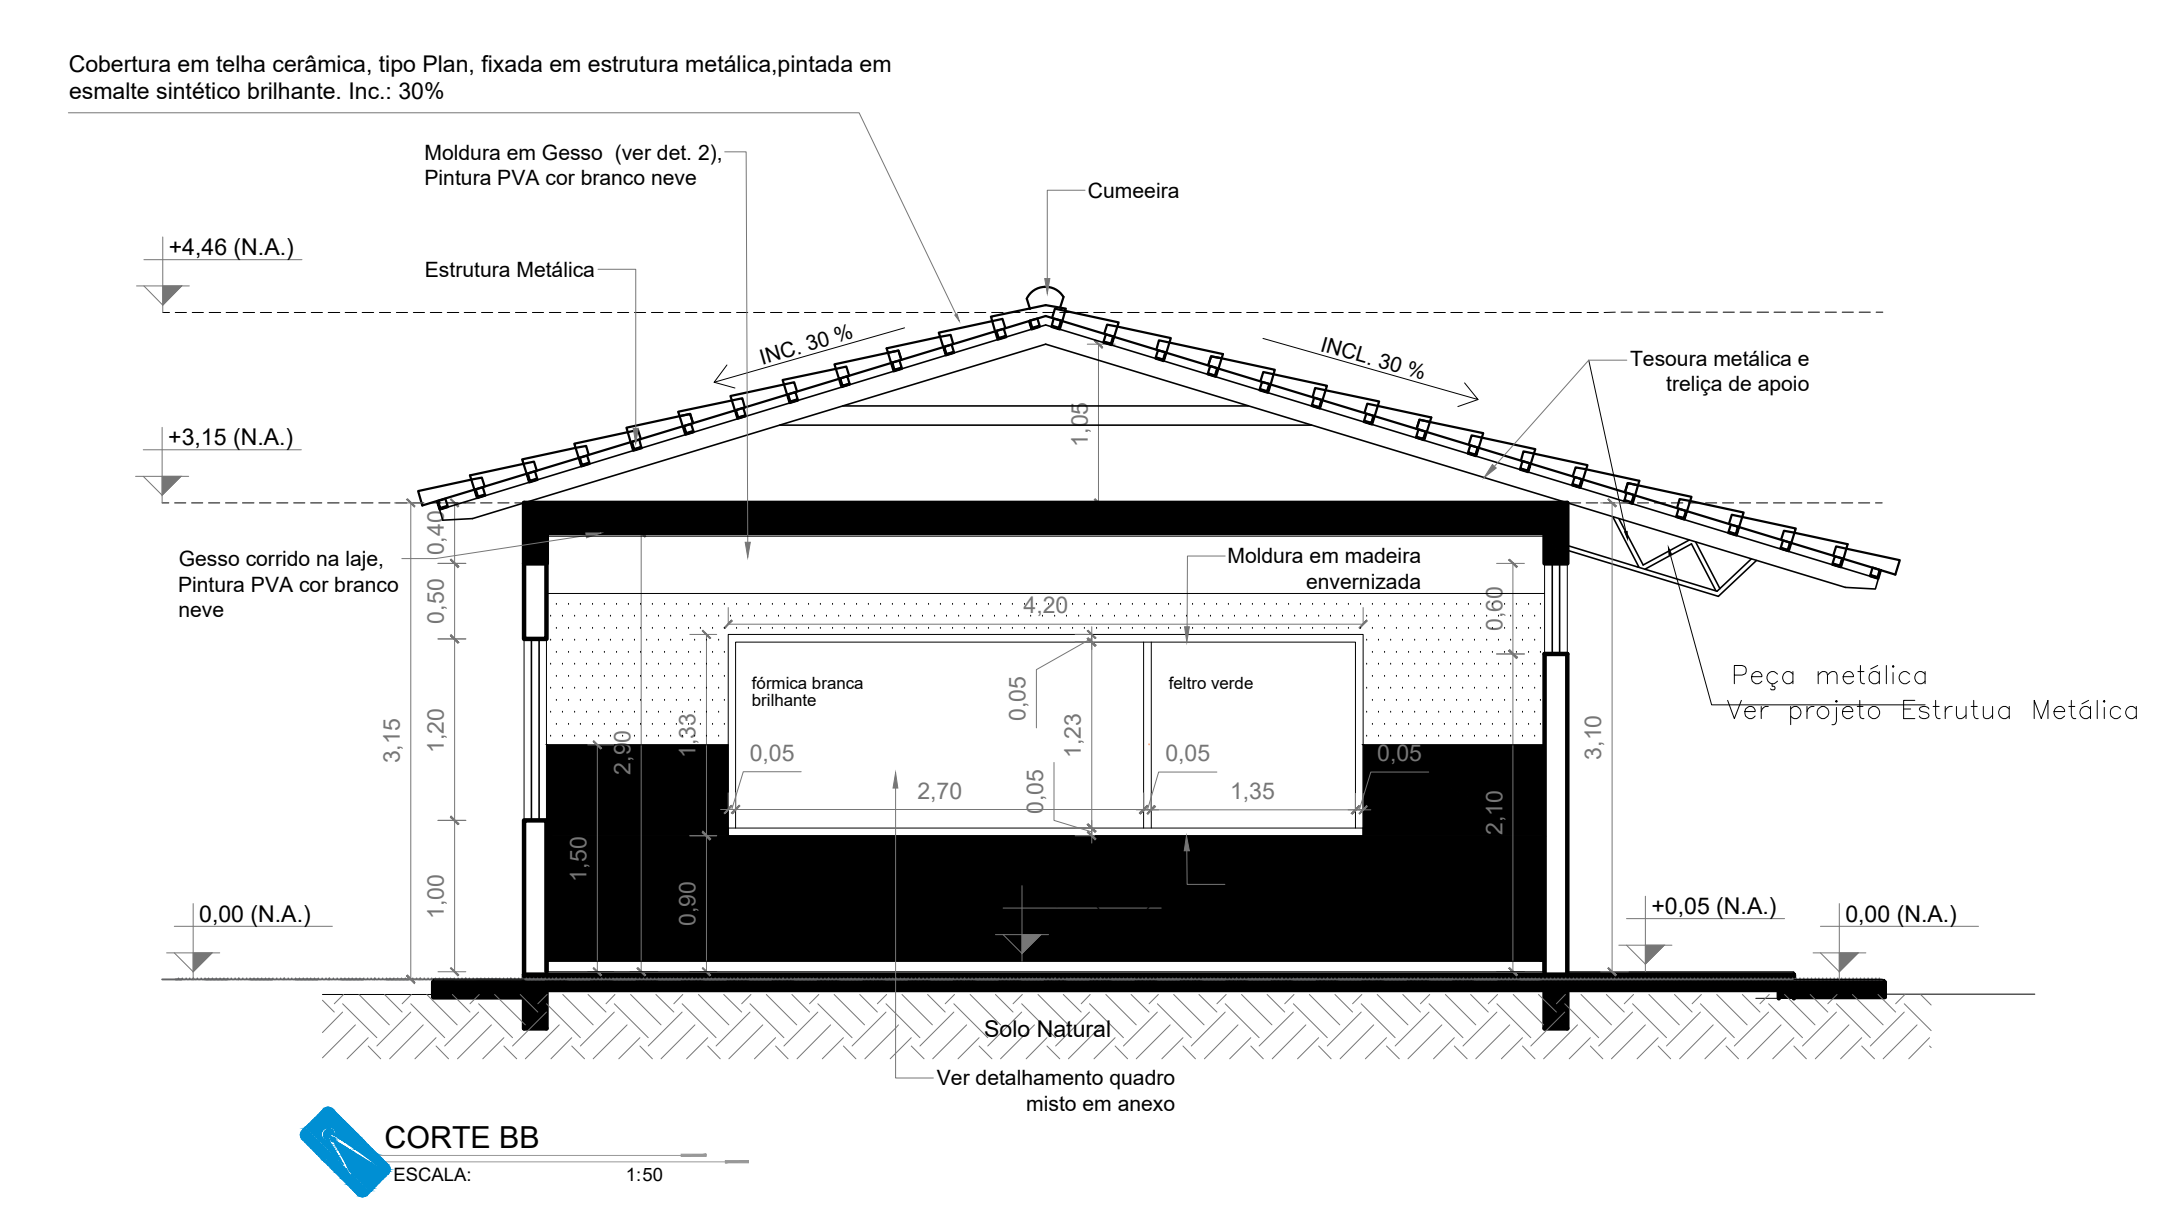 Cobertura em telha cerâmica, tipo Plan, fixada em estrutura metálica,pintada em
esmalte sintético brilhante. Inc.: 30%
Moldura em Gesso (ver det. 2),
Pintura PVA cor branco neve
Cumeeira
+4,46 (N.A.)
Estrutura Metálica
INC. 30 %
INCL. 30 %
Tesoura metálica e
treliça de apoio
1,05
+3,15 (N.A.)
Gesso corrido na laje,
Pintura PVA cor branco
neve
0,40
0,50
1,20
1,00
3,15
Moldura em madeira
envernizada
4,20
0,60
fórmica branca
brilhante
feltro verde
0,05
1,33
2,90
1,23
0,05
0,05
0,05
2,70
0,05
1,35
1,50
0,90
2,10
3,10
Peça metálica
Ver projeto Estrutua Metálica
0,00 (N.A.)
+0,05 (N.A.)
0,00 (N.A.)
Solo Natural
Ver detalhamento quadro
misto em anexo
CORTE BB
ESCALA: 1:50